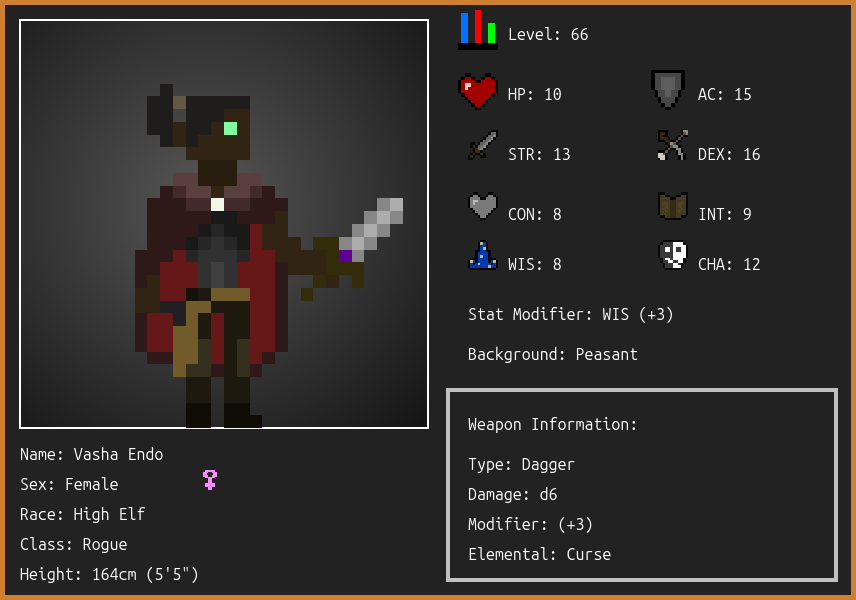 Level: 66
HP: 10
AC: 15
STR: 13
DEX: 16
CON: 8
INT: 9
WIS: 8
CHA: 12
Stat Modifier: WIS (+3)
Background: Peasant
Weapon Information:
Type: Dagger
Damage: d6
Modifier: (+3)
Elemental: Curse
Name: Vasha Endo
Sex: Female
Race: High Elf
Class: Rogue
Height: 164cm (5'5")